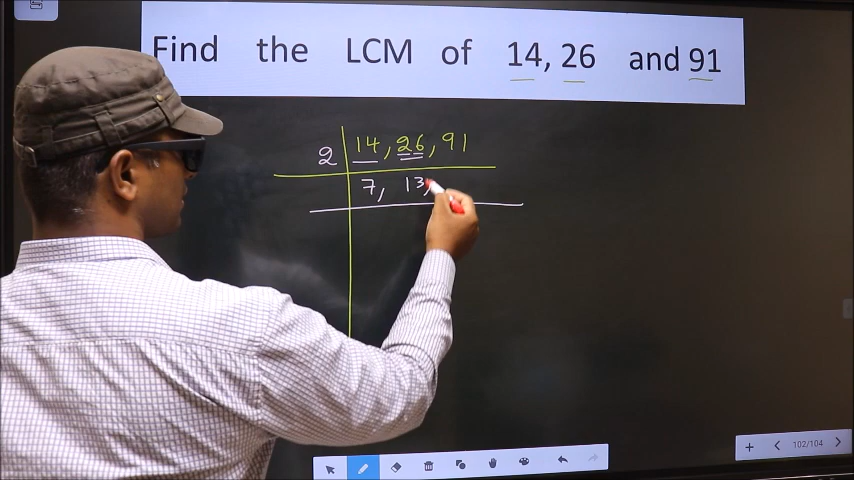 Find the LCM of 14, 26 and 91
2 14, 26, 91
7, 13,
102/104